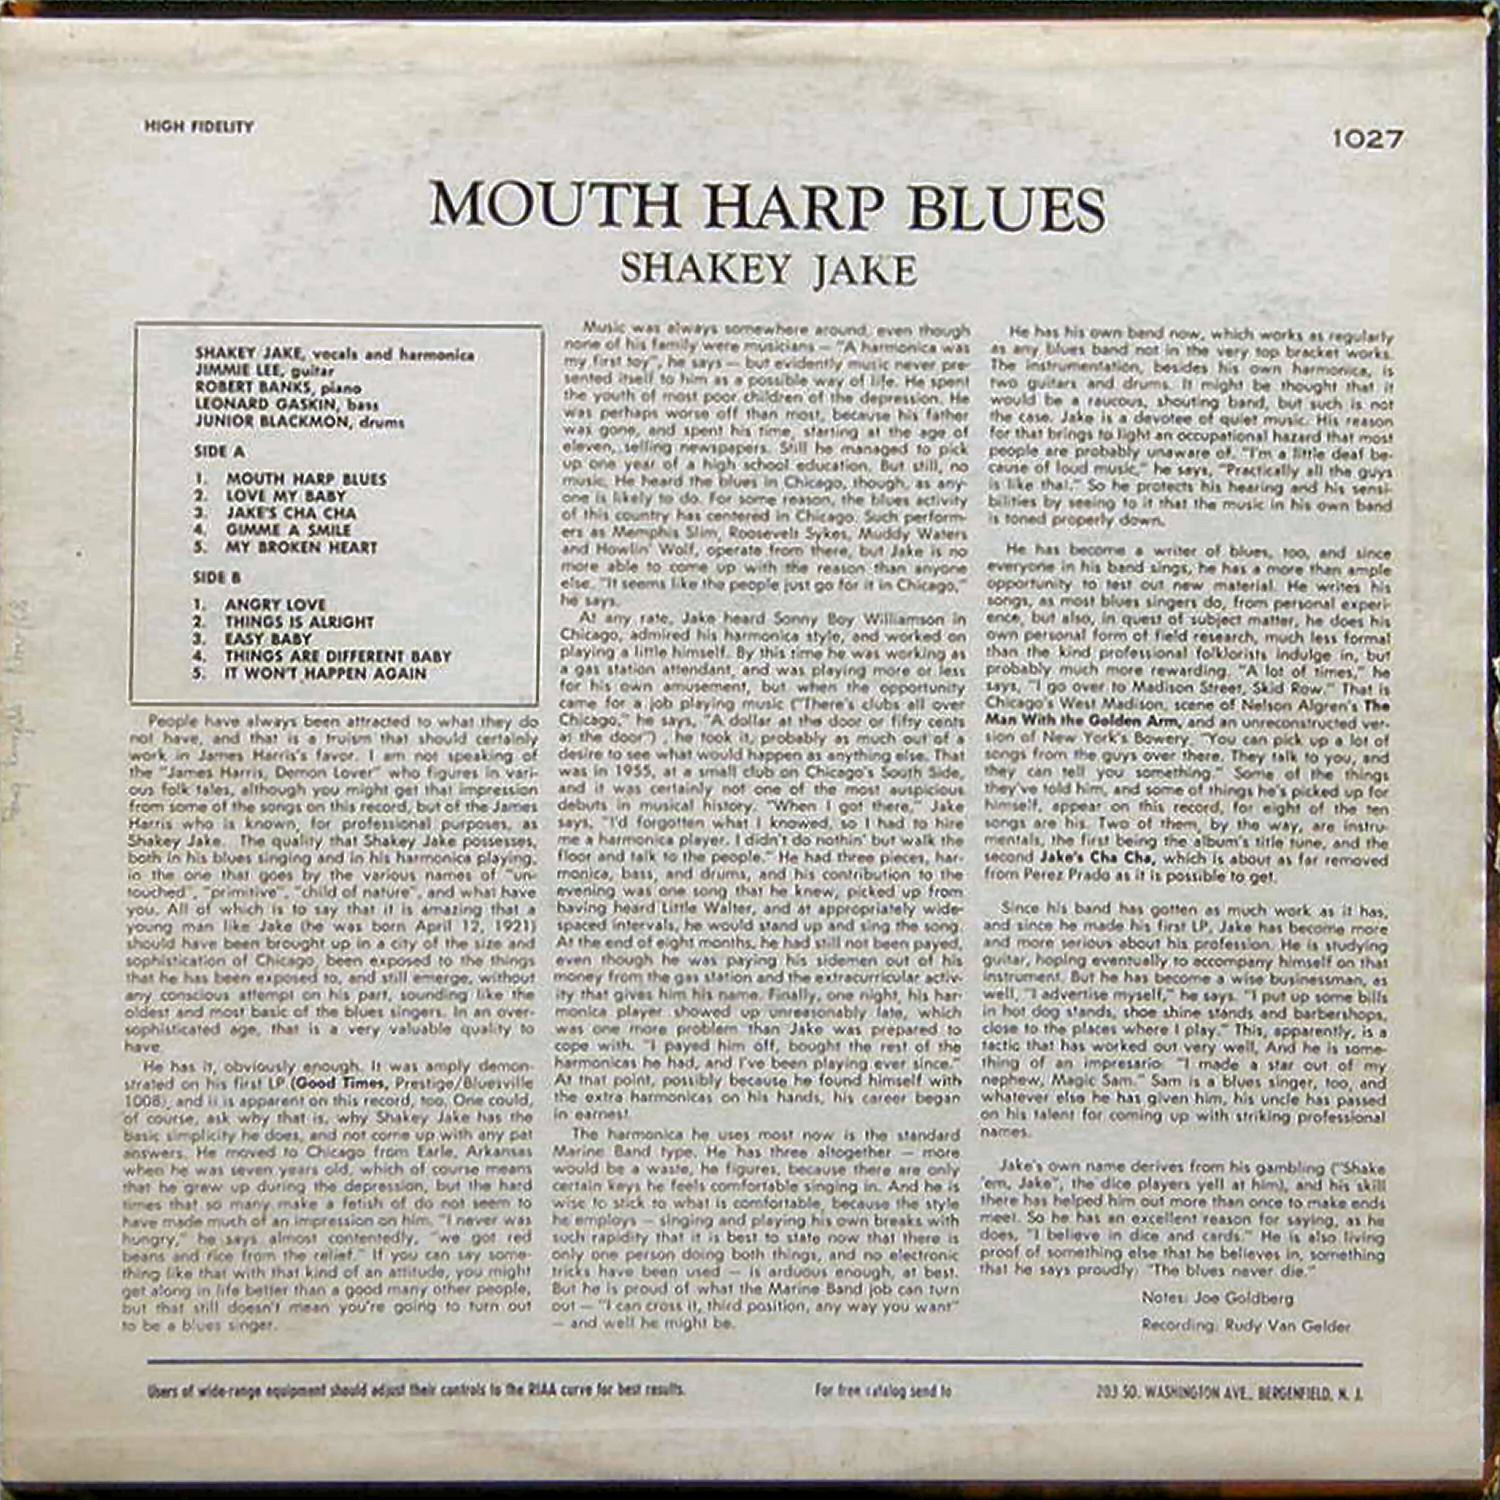 HIGH FIDELITY
1027
MOUTH HARP BLUES
SHAKEY JAKE
SHAKEY JAKE, vocals and harmonica
JIMMIE LEE, guitar
ROBERT BANKS, piano
LEONARD GASKIN, bass
JUNIOR BLACKMON, drums
SIDE A
1. MOUTH HARP BLUES
2. LOVE MY BABY
3. JAKE'S CHA CHA
4. GIMME A SMILE
5. MY BROKEN HEART
SIDE B
1. ANGRY LOVE
2. THINGS IS ALRIGHT
3. EASY BABY
4. THINGS ARE DIFFERENT BABY
5. IT WON'T HAPPEN AGAIN
People have always been attracted to what they do
not have, and that is a truism that should certainly
work in James Harris's favor. I am not speaking of
the "James Harris, Demon Lover" who figures in vari-
ous folk tales, although you might get that impression
from some of the songs on this record, but of the James
Harris who is known, for professional purposes, as
Shakey Jake. The quality that Shakey Jake possesses,
both in his blues singing and in his harmonica playing,
is the one that goes by the various names of "un-
touched", "primitive", "child of nature", and what have
you. All of which is to say that it is amazing that a
young man like Jake (he was born April 12, 1921)
should have been brought up in a city of the size and
sophistication of Chicago, been exposed to the things
that he has been exposed to, and still emerge, without
any conscious attempt on his part, sounding like the
oldest and most basic of the blues singers. In an over-
sophisticated age, that is a very valuable quality to
have.
He has it, obviously enough. It was amply demon-
strated on his first LP (Good Times, Prestige/Bluesville
1008), and it is apparent on this record, too. One could,
of course, ask why that is, why Shakey Jake has the
basic simplicity he does, and not come up with any pat
answers. He moved to Chicago from Earle, Arkansas
when he was seven years old, which of course means
that he grew up during the depression, but the hard
times that so many make a fetish of do not seem to
have made much of an impression on him. "I never was
hungry," he says almost contentedly, "we got red
beans and rice from the relief." If you can say some-
thing like that with that kind of an attitude, you might
get along in life better than a good many other people,
but that still doesn't mean you're going to turn out
to be a blues singer.
Music was always somewhere around, even though
none of his family were musicians — "A harmonica was
my first toy", he says — but evidently music never pre-
sented itself to him as a possible way of life. He spent
the youth of most poor children of the depression. He
was perhaps worse off than most, because his father
was gone, and spent his time, starting at the age of
eleven, selling newspapers. Still he managed to pick
up one year of a high school education. But still, no
music. He heard the blues in Chicago, though, as any-
one is likely to do. For some reason, the blues activity
of this country has centered in Chicago. Such perform-
ers as Memphis Slim, Roosevelt Sykes, Muddy Waters
and Howlin' Wolf, operate from there, but Jake is no
more able to come up with the reason than anyone
else. "It seems like the people just go for it in Chicago,"
he says.
At any rate, Jake heard Sonny Boy Williamson in
Chicago, admired his harmonica style, and worked on
playing a little himself. By this time he was working as
a gas station attendant, and was playing more or less
for his own amusement, but when the opportunity
came for a job playing music ("There's clubs all over
Chicago," he says, "A dollar at the door or fifty cents
at the door") , he took it, probably as much out of a
desire to see what would happen as anything else. That
was in 1955, at a small club on Chicago's South Side,
and it was certainly not one of the most auspicious
debuts in musical history. "When I got there," Jake
says, "I'd forgotten what I knowed, so I had to hire
me a harmonica player. I didn't do nothin' but walk the
floor and talk to the people." He had three pieces, har-
monica, bass, and drums, and his contribution to the
evening was one song that he knew, picked up from
having heard Little Walter, and at appropriately wide-
spaced intervals, he would stand up and sing the song.
At the end of eight months, he had still not been payed,
even though he was paying his sidemen out of his
money from the gas station and the extracurricular activ-
ity that gives him his name. Finally, one night, his har-
monica player showed up unreasonably late, which
was one more problem than Jake was prepared to
cope with. "I payed him off, bought the rest of the
harmonicas he had, and I've been playing ever since."
At that point, possibly because he found himself with
the extra harmonicas on his hands, his career began
in earnest.
The harmonica he uses most now is the standard
Marine Band type. He has three altogether — more
would be a waste, he figures, because there are only
certain keys he feels comfortable singing in. And he is
wise to stick to what is comfortable, because the style
he employs — singing and playing his own breaks with
such rapidity that it is best to state now that there is
only one person doing both things, and no electronic
tricks have been used — is arduous enough, at best.
But he is proud of what the Marine Band job can turn
out — "I can cross it, third position, any way you want"
— and well he might be.
He has his own band now, which works as regularly
as any blues band not in the very top bracket works.
The instrumentation, besides his own harmonica, is
two guitars and drums. It might be thought that it
would be a raucous, shouting band, but such is not
the case. Jake is a devotee of quiet music. His reason
for that brings to light an occupational hazard that most
people are probably unaware of. "I'm a little deaf be-
cause of loud music," he says, "Practically all the guys
is like that." So he protects his hearing and his sensi-
bilities by seeing to it that the music in his own band
is toned properly down.
He has become a writer of blues, too, and since
everyone in his band sings, he has a more than ample
opportunity to test out new material. He writes his
songs, as most blues singers do, from personal experi-
ence, but also, in quest of subject matter, he does his
own personal form of field research, much less formal
than the kind professional folklorists indulge in, but
probably much more rewarding. "A lot of times," he
says, "I go over to Madison Street, Skid Row." That is
Chicago's West Madison, scene of Nelson Algren's The
Man With the Golden Arm, and an unreconstructed ver-
sion of New York's Bowery. "You can pick up a lot of
songs from the guys over there. They talk to you, and
they can tell you something." Some of the things
they've told him, and some of things he's picked up for
himself, appear on this record, for eight of the ten
songs are his. Two of them, by the way, are instru-
mentals, the first being the album's title tune, and the
second Jake's Cha Cha, which is about as far removed
from Perez Prado as it is possible to get.
Since his band has gotten as much work as it has,
and since he made his first LP, Jake has become more
and more serious about his profession. He is studying
guitar, hoping eventually to accompany himself on that
instrument. But he has become a wise businessman, as
well, "I advertise myself," he says. "I put up some bills
in hot dog stands, shoe shine stands and barbershops,
close to the places where I play." This, apparently, is a
tactic that has worked out very well. And he is some-
thing of an impresario: "I made a star out of my
nephew, Magic Sam." Sam is a blues singer, too, and
whatever else he has given him, his uncle has passed
on his talent for coming up with striking professional
names.
Jake's own name derives from his gambling ("Shake
'em, Jake", the dice players yell at him), and his skill
there has helped him out more than once to make ends
meet. So he has an excellent reason for saying, as he
does, "I believe in dice and cards." He is also living
proof of something else that he believes in, something
that he says proudly: "The blues never die."
Notes: Joe Goldberg
Recording: Rudy Van Gelder
Users of wide-range equipment should adjust their controls to the RIAA curve for best results.
For free catalog send to
203 SO. WASHINGTON AVE., BERGENFIELD, N. J.